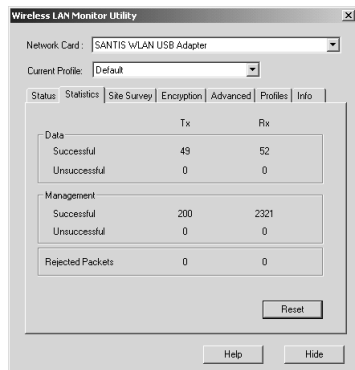 Wireless LAN Monitor Utility
Network Card : SANTIS WLAN USB Adapter
Current Profile: Default
Status Statistics Site Survey Encryption Advanced Profiles Info
Tx Rx
Data
Successful 49 52
Unsuccessful 0 0
Management
Successful 200 2321
Unsuccessful 0 0
Rejected Packets 0 0
Reset
Help Hide